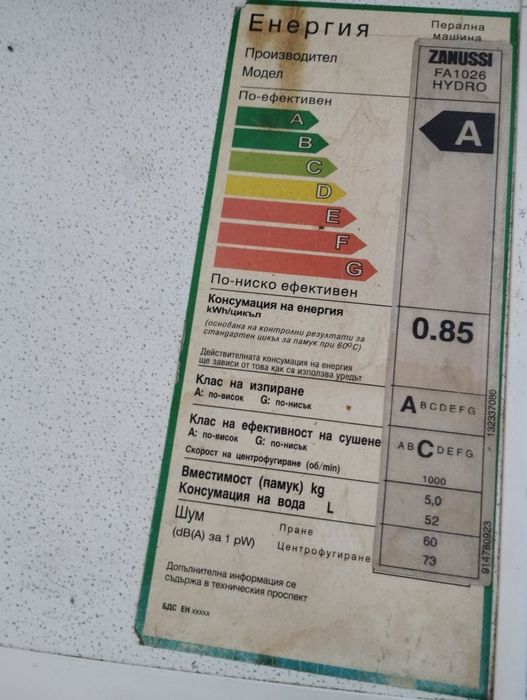 Енергия
Перална
машина
Производител
Модел
ZANUSSI
FA1026
HYDRO
По-ефективен
A
A
B
C
D
E
F
G
По-ниско ефективен
Консумация на енергия
kWh/цикъл
0.85
(основана на контролни резултати за
стандартен цикъл за памук при 60ºC)
Действителната консумация на енергия
ще зависи от това как се използва уредът
Клас на изпиране
A: по-висок G: по-нисък
A B C D E F G
Клас на ефективност на сушене
A: по-висок G: по-нисък
A B C D E F G
Скорост на центрофугиране (об/min)
1000
Вместимост (памук) kg
5,0
Консумация на вода L
52
Шум
(dB(A) за 1 pW)
Пране
60
Центрофугиране
73
Допълнителна информация се
съдържа в техническия проспект
БДС EH xxxxx
132337080
914780923